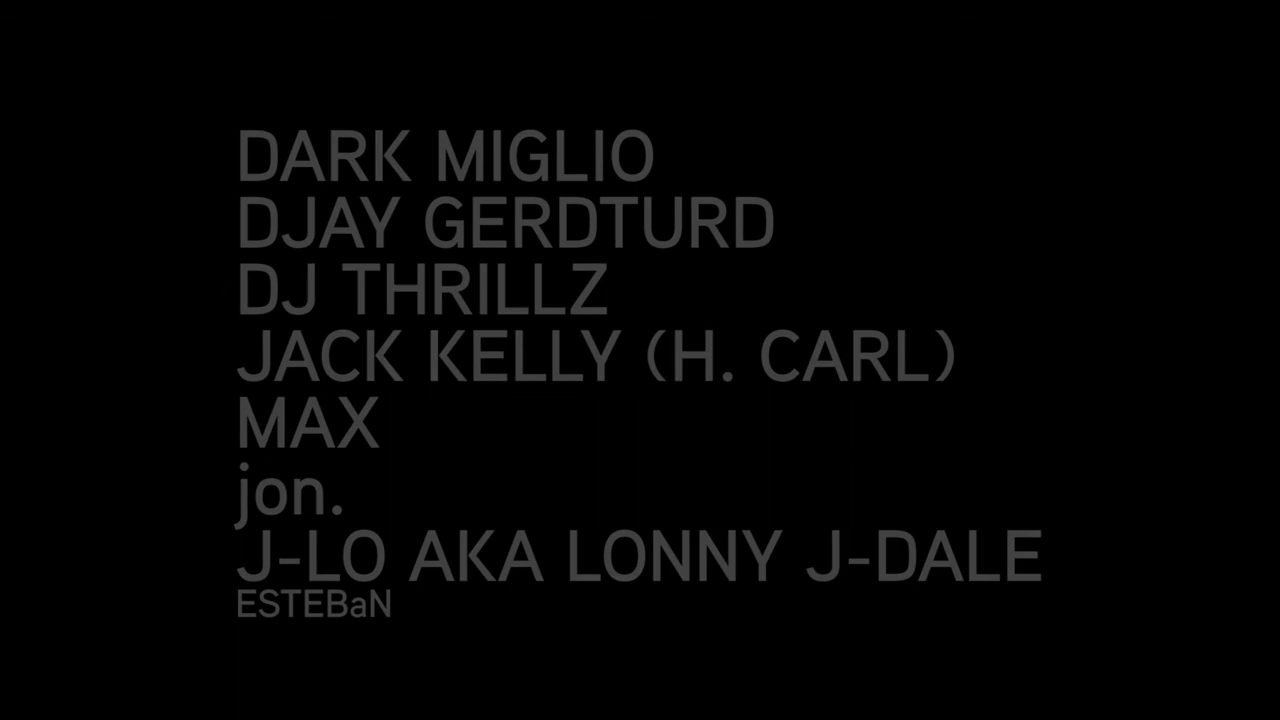 DARK MIGLIO
DJAY GERDTURD
DJ THRILLZ
JACK KELLY (H. CARL)
MAX
jon.
J-LO AKA LONNY J-DALE
ESTEBaN